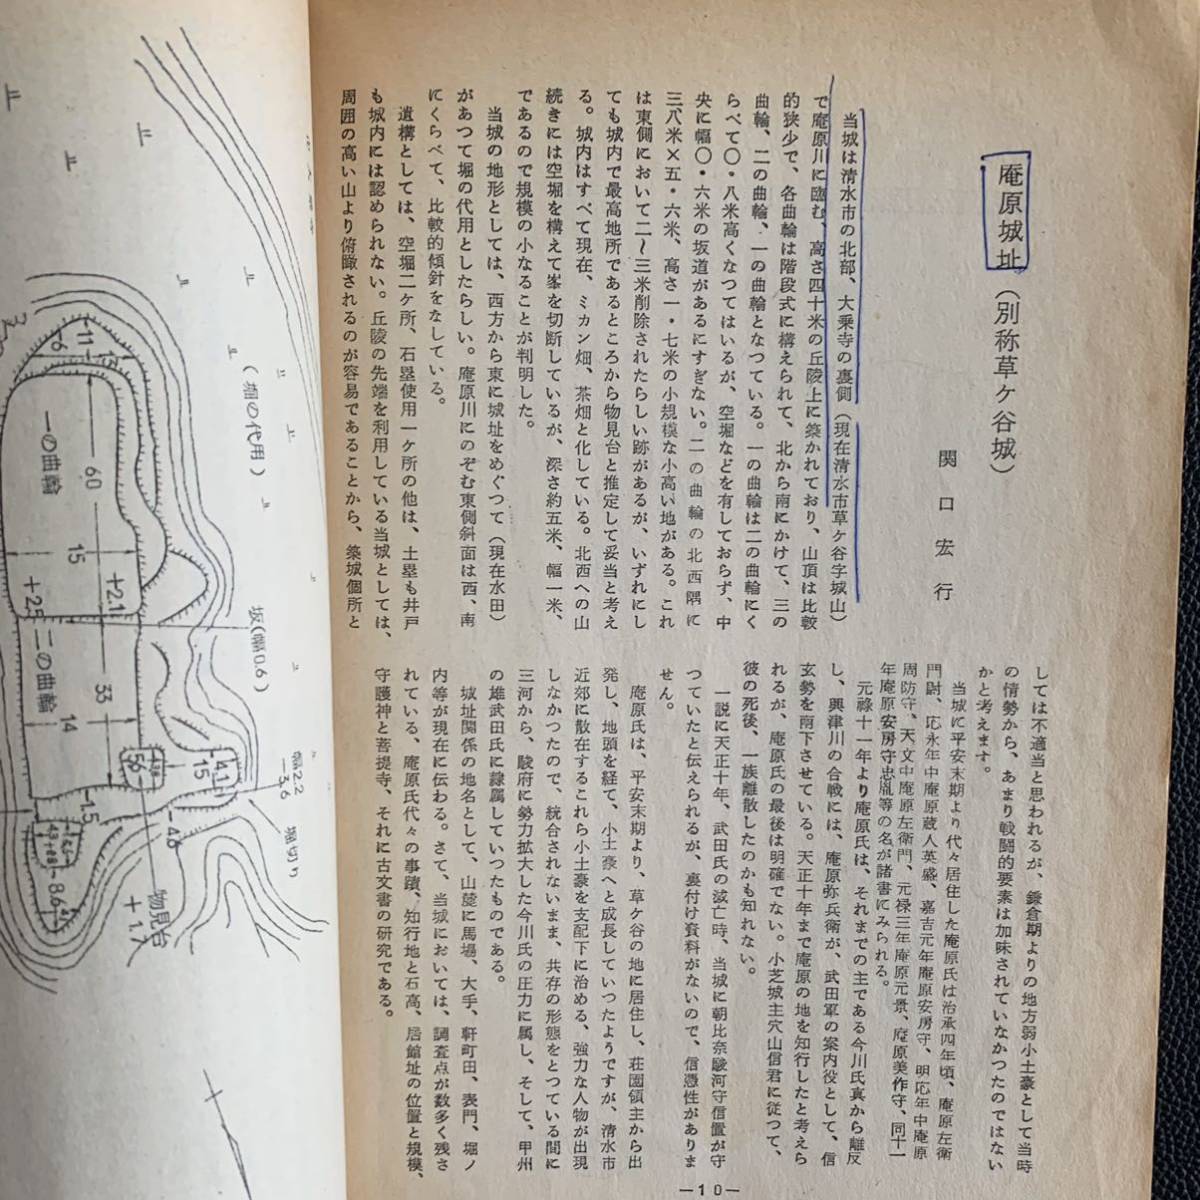 庵原城址（別称草ケ谷城）
関口宏行
当城は清水市の北部、大乗寺の裏側（現在清水市草ケ谷字城山）
で庵原川に臨む、高さ四十米の丘陵上に築かれており、山頂は比較
的狭少で、各曲輪は階段式に構えられて、北から南にかけて、三の
曲輪、二の曲輪、一の曲輪となつている。一の曲輪は二の曲輪にく
らべて〇・八米高くなつてはいるが、空堀などを有しておらず、中
央に幅〇・六米の坂道があるにすぎない。二の曲輪の北西隅に
三、八米×五・六米、高さ一・七米の小規模な小高い地がある。これ
は東側において二〜三米削除されたらしい跡があるが、いずれにし
ても城内で最高地所であるところから物見台と推定して妥当と考え
る。城内はすべて現在、ミカン畑、茶畑と化している。北西への山
続きには空堀を構えて峯を切断しているが、深さ約五米、幅一米、
であるので規模の小なることが判明した。
当城の地形としては、西方から東に城址をめぐつて（現在水田）
があつて堀の代用としたらしい。庵原川にのぞむ東側斜面は西、南
にくらべて、比較的傾斜をなしている。
遺構としては、空堀二ケ所、石塁使用一ケ所の他は、土塁も井戸
も城内には認められない。丘陵の先端を利用している当城としては、
周囲の高い山より俯瞰されるのが容易であることから、築城個所と
しては不適当と思われるが、鎌倉期よりの地方弱小土豪として当時
の情勢から、あまり戦闘的要素は加味されていなかつたのではない
かと考えます。
当城に平安末期より代々居住した庵原氏は治承四年頃、庵原左衛
門尉、応永年中庵原蔵人英盛、嘉吉元年庵原安房守、明応年中庵原
周防守、天文中庵原左衛門、元禄三年庵原元景、庵原美作守、同十一
年庵原安房守忠胤等の名が諸書にみられる。
元禄十一年より庵原氏は、それまでの主である今川氏真から離反
し、興津川の合戦には、庵原弥兵衛が、武田軍の案内役として、信
玄勢を南下させている。天正十年まで庵原の地を知行したと考えら
れるが、庵原氏の最後は明確でない。小芝城主穴山信君に従つて、
彼の死後、一族離散したのかも知れない。
一説に天正十年、武田氏の滅亡時、当城に朝比奈駿河守信置が守
つていたと伝えられるが、裏付け資料がないので、信憑性がありま
せん。
庵原氏は、平安末期より、草ケ谷の地に居住し、荘園領主から出
発し、地頭を経て、小土豪へと成長していつたようですが、清水市
近郊に散在するこれら小土豪を支配下に治める、強力な人物が出現
しなかつたので、統合されないまま、共存の形態をとつている間に
三河から、駿府に勢力拡大した今川氏の圧力に属し、そして、甲州
の雄武田氏に隷属していつたものである。
城址関係の地名として、山麓に馬場、大手、軒町田、表門、堀ノ
内等が現在に伝わる。さて、当城においては、調査点が数多く残さ
れている、庵原氏代々の事蹟、知行地と石高、居館址の位置と規模、
守護神と菩提寺、それに古文書の研究である。
—10—
（堀の代用）
坂(幅0.6)
幅2.2
-3.6
堀切り
一の曲輪
60
15
+2.1
+2.5
二の曲輪
33
14
56
15
-1.5
-4.6
-8.6
物見台
+1.7
11
6
13